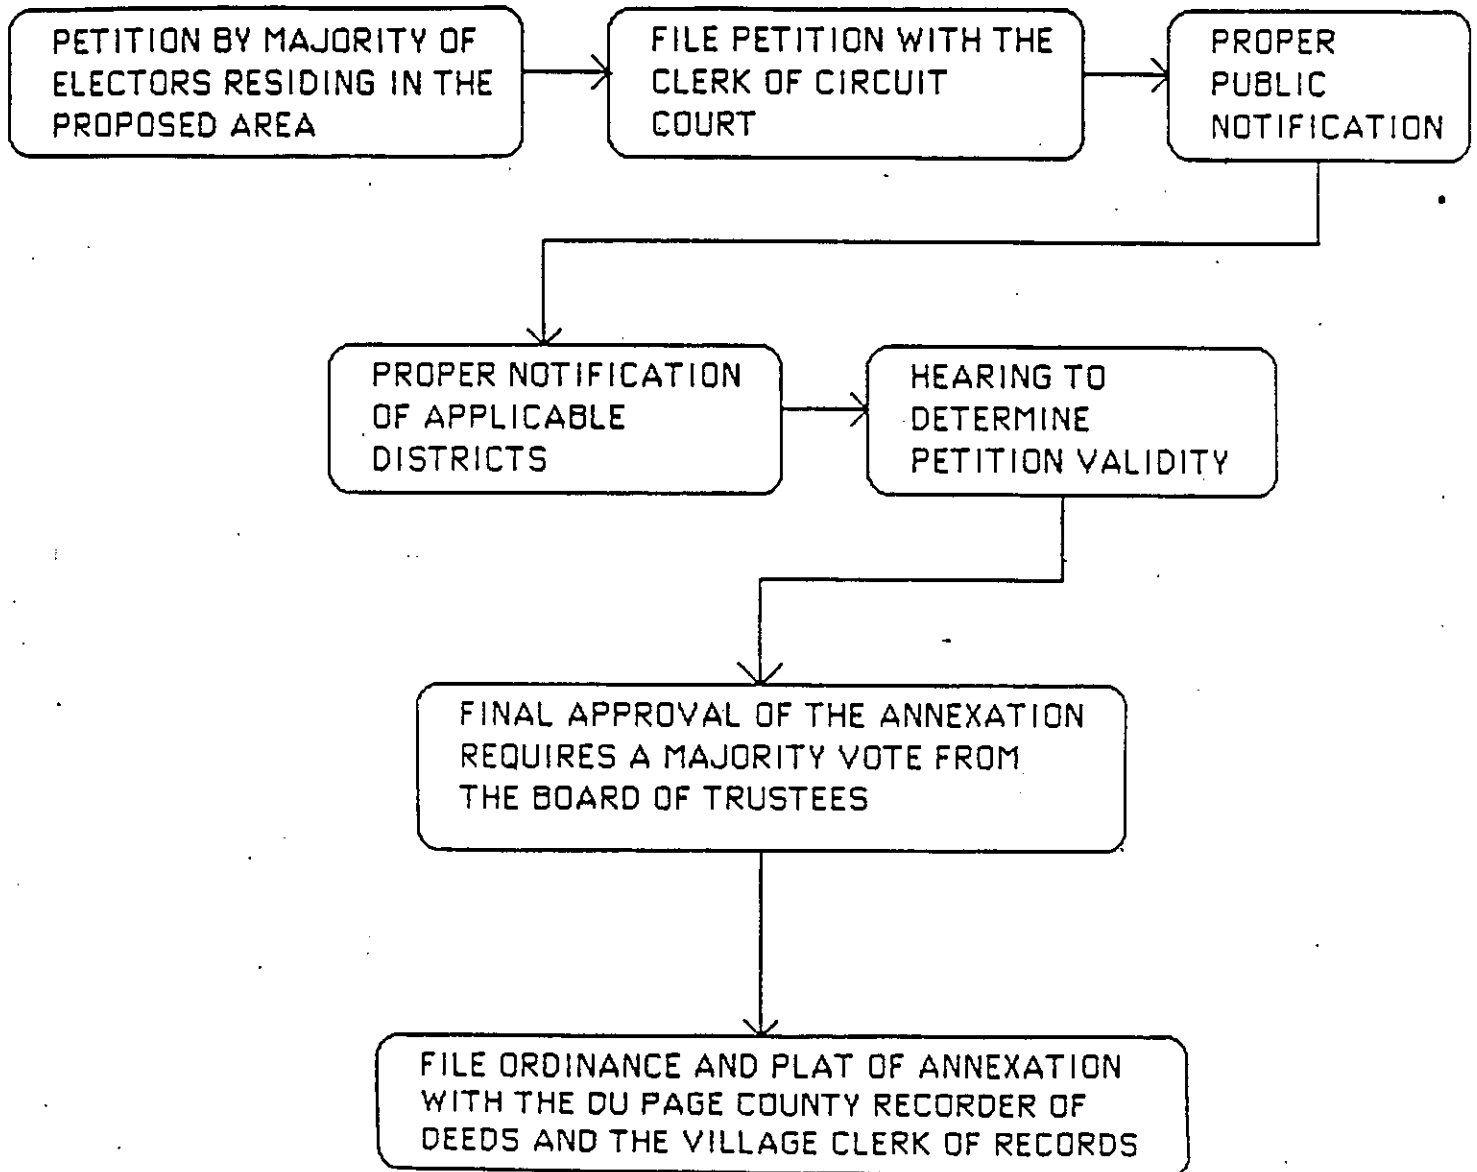 PETITION BY MAJORITY OF
ELECTORS RESIDING IN THE
PROPOSED AREA
FILE PETITION WITH THE
CLERK OF CIRCUIT
COURT
PROPER
PUBLIC
NOTIFICATION
PROPER NOTIFICATION
OF APPLICABLE
DISTRICTS
HEARING TO
DETERMINE
PETITION VALIDITY
FINAL APPROVAL OF THE ANNEXATION
REQUIRES A MAJORITY VOTE FROM
THE BOARD OF TRUSTEES
FILE ORDINANCE AND PLAT OF ANNEXATION
WITH THE DU PAGE COUNTY RECORDER OF
DEEDS AND THE VILLAGE CLERK OF RECORDS